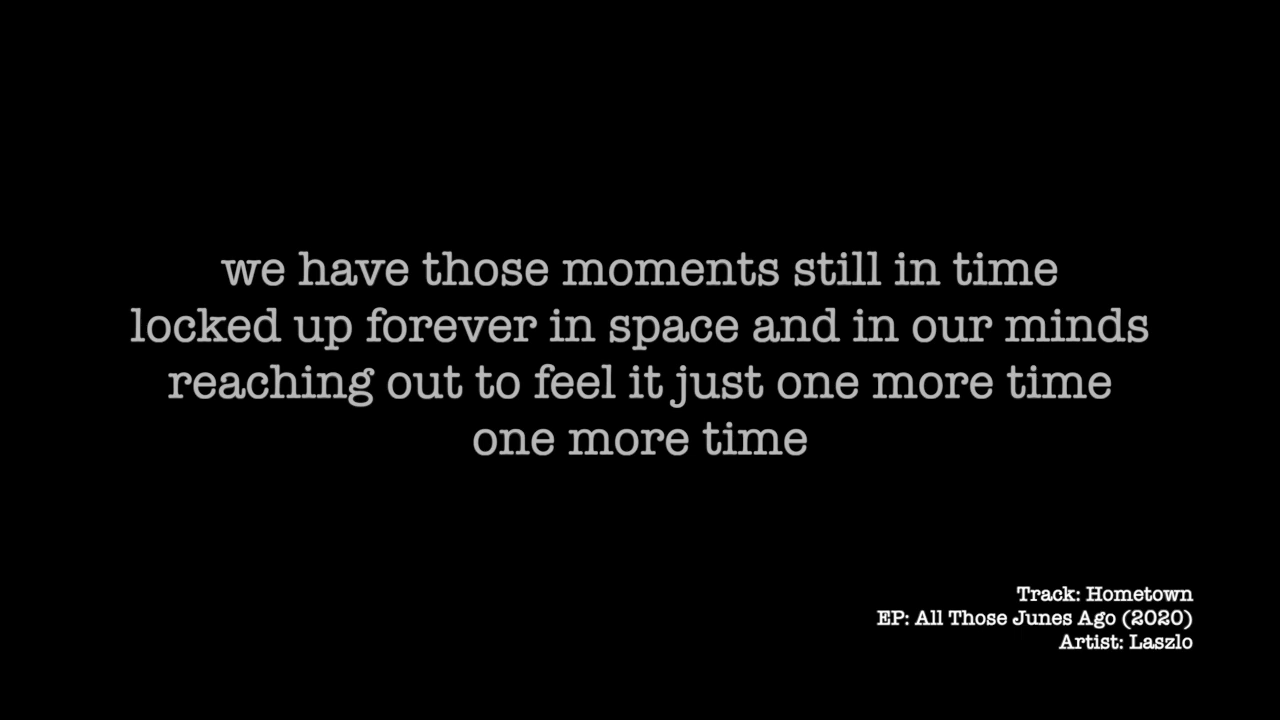 we have those moments still in time
locked up forever in space and in our minds
reaching out to feel it just one more time
one more time
Track: Hometown
EP: All Those Junes Ago (2020)
Artist: Laszlo